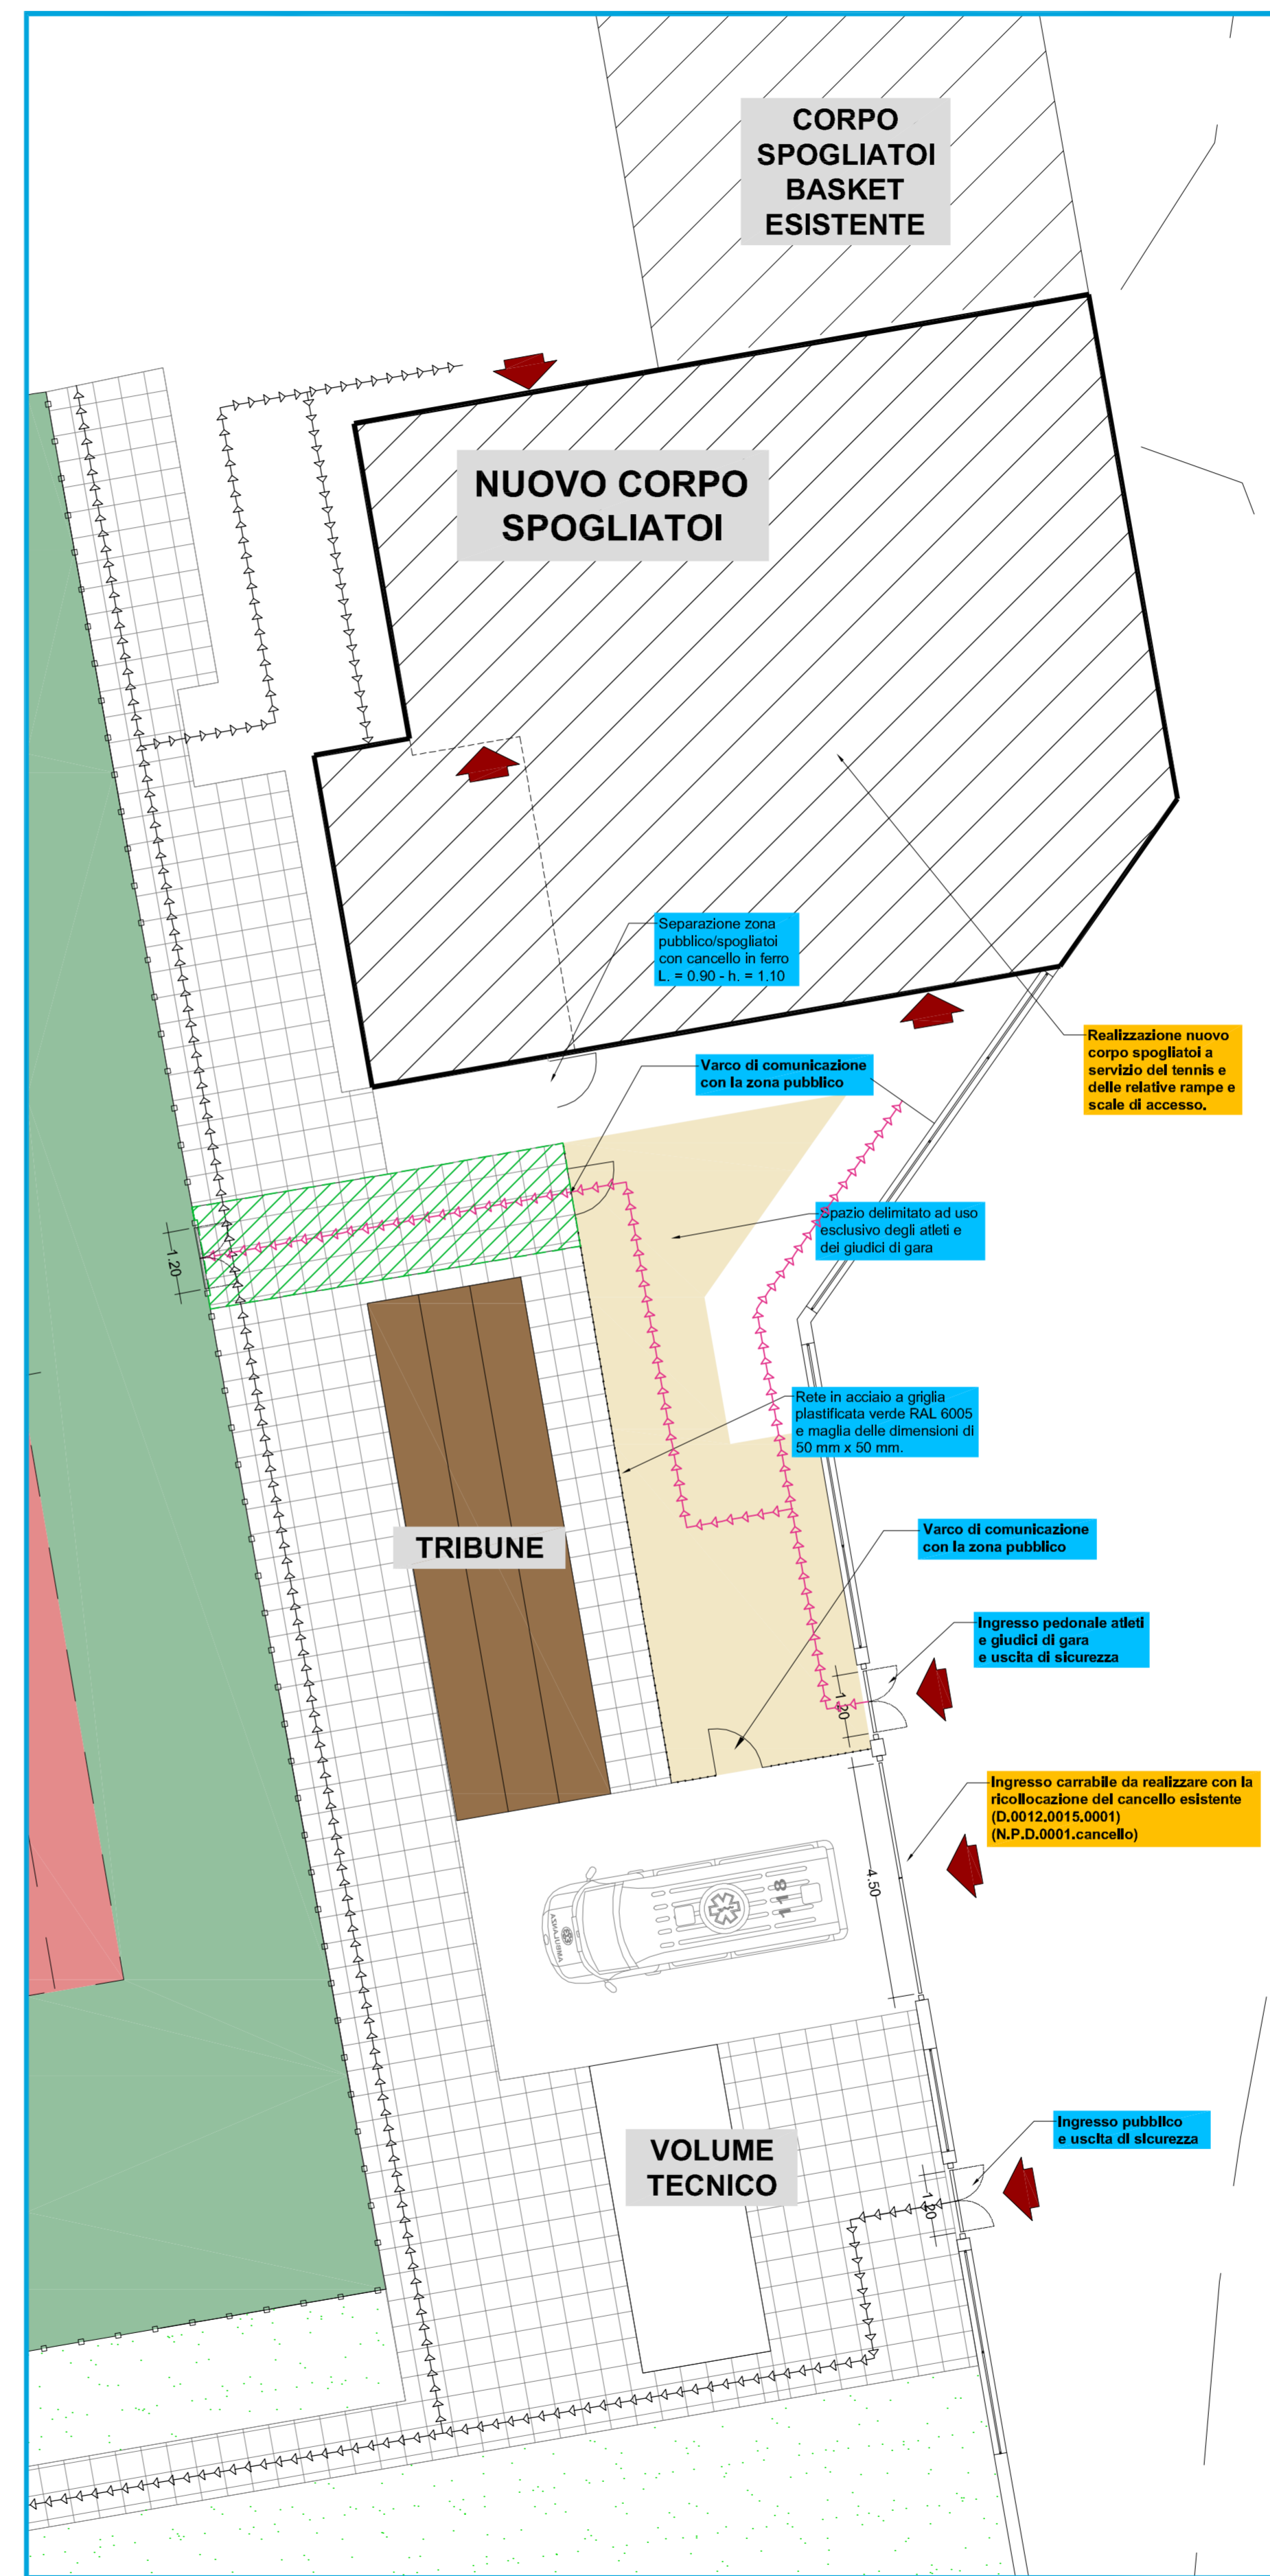 CORPO
SPOGLIATOI
BASKET
ESISTENTE
NUOVO CORPO
SPOGLIATOI
Separazione zona
pubblico/spogliatoi
con cancello in ferro
L. = 0.90 - h. = 1.10
Realizzazione nuovo
corpo spogliatoi a
servizio del tennis e
delle relative rampe e
scale di accesso.
Varco di comunicazione
con la zona pubblico
Spazio delimitato ad uso
esclusivo degli atleti e
dei giudici di gara
1.20
Rete in acciaio a griglia
plastificata verde RAL 6005
e maglia delle dimensioni di
50 mm x 50 mm.
TRIBUNE
Varco di comunicazione
con la zona pubblico
Ingresso pedonale atleti
e giudici di gara
e uscita di sicurezza
1.20
Ingresso carrabile da realizzare con la
ricollocazione del cancello esistente
(D.0012.0015.0001)
(N.P.D.0001.cancello)
4.50
118
AMBULANZA
Ingresso pubblico
e uscita di sicurezza
VOLUME
TECNICO
1.20